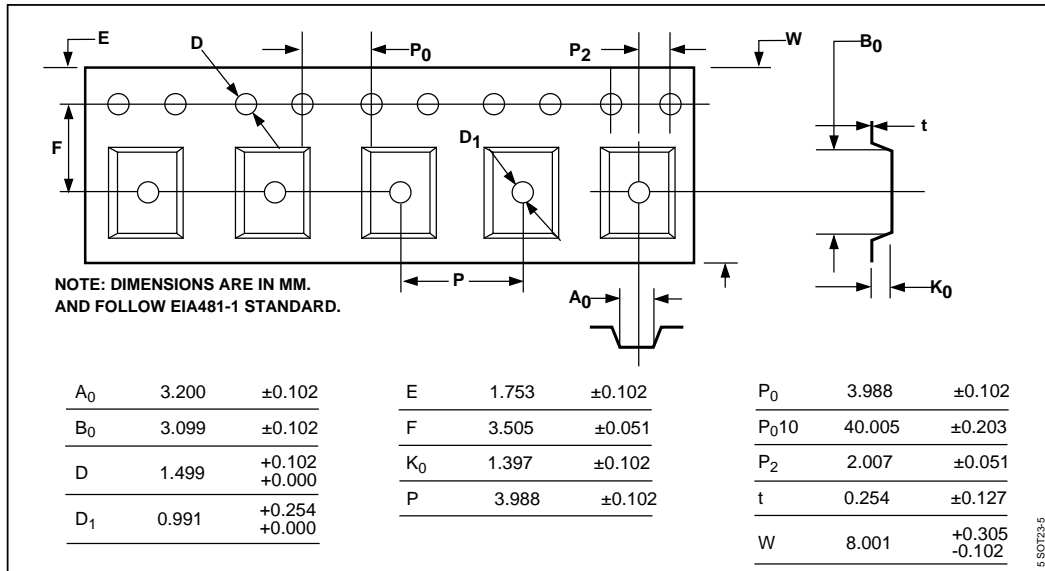 E
D
P0
P2
W
B0
t
F
D1
P
A0
K0
NOTE: DIMENSIONS ARE IN MM.
AND FOLLOW EIA481-1 STANDARD.
A0 3.200 ±0.102
B0 3.099 ±0.102
D 1.499 +0.102 +0.000
D1 0.991 +0.254 +0.000
E 1.753 ±0.102
F 3.505 ±0.051
K0 1.397 ±0.102
P 3.988 ±0.102
P0 3.988 ±0.102
P010 40.005 ±0.203
P2 2.007 ±0.051
t 0.254 ±0.127
W 8.001 +0.305 -0.102
5 SOT23-5